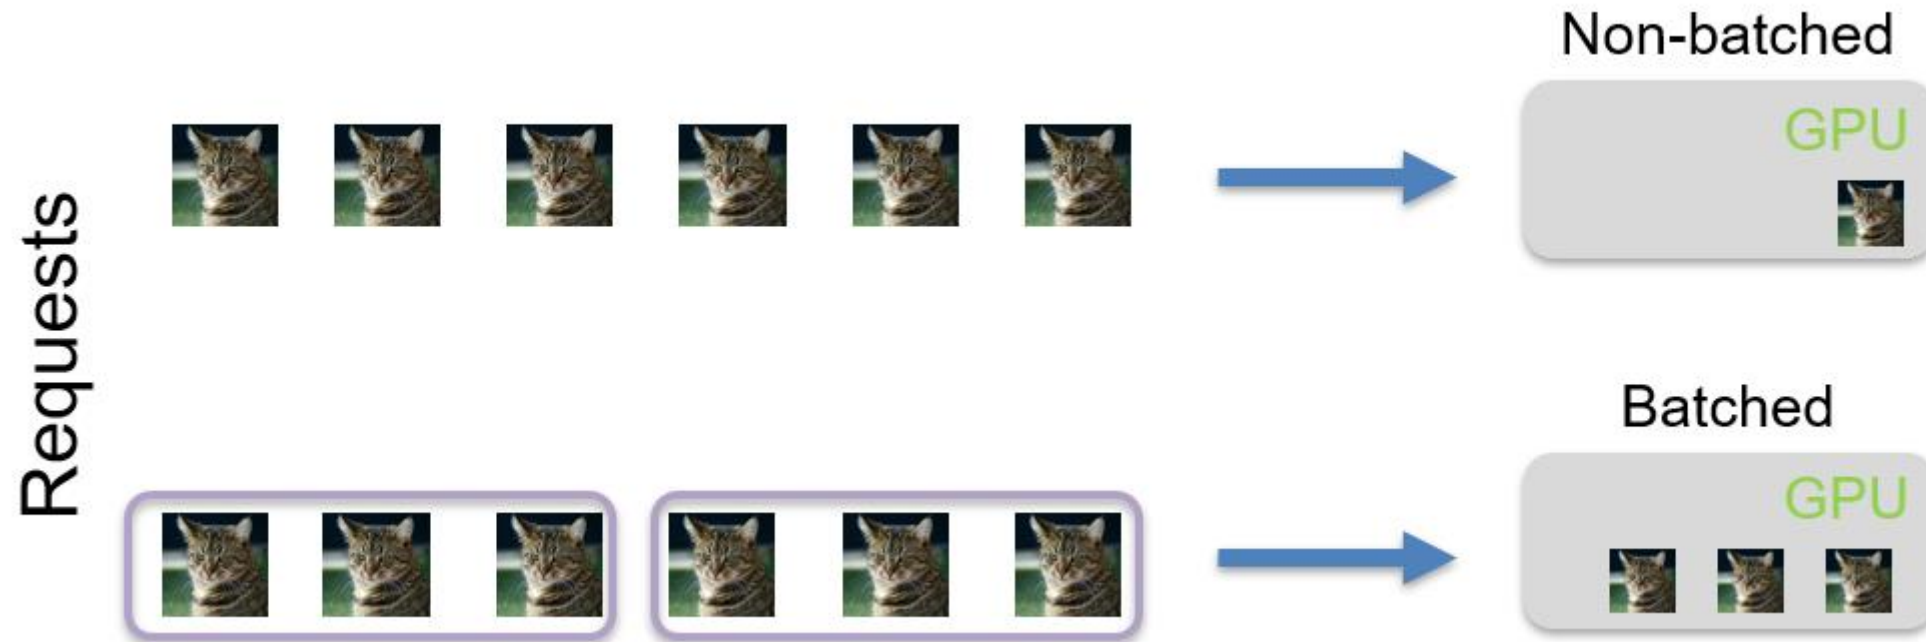 Requests
Non-batched
GPU
Batched
GPU